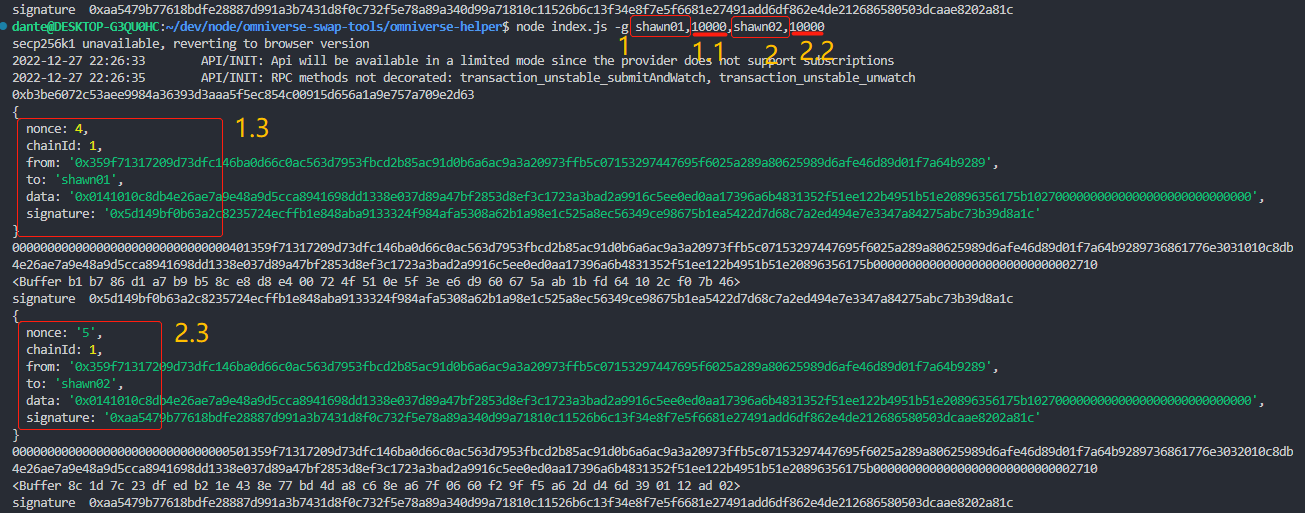 signature  0xaa5479b77618bdfe28887d991a3b7431d8f0c732f5e78a89a340d99a71810c11526b6c13f34e8f7e5f6681e27491add6df862e4de212686580503dcaae8202a81c
dante@DESKTOP-G3QU0HC:~/dev/node/omniverse-swap-tools/omniverse-helper$ node index.js -g shawn01,10000,shawn02,10000
1 1.1 2 2.2
secp256k1 unavailable, reverting to browser version
2022-12-27 22:26:33        API/INIT: Api will be available in a limited mode since the provider does not support subscriptions
2022-12-27 22:26:35        API/INIT: RPC methods not decorated: transaction_unstable_submitAndWatch, transaction_unstable_unwatch
0xb3be6072c53aee9984a36393d3aaa5f5ec854c00915d656a1a9e757a709e2d63
{
1.3
  nonce: 4,
  chainId: 1,
  from: '0x359f71317209d73dfc146ba0d66c0ac563d7953fbcd2b85ac91d0b6a6ac9a3a20973ffb5c07153297447695f6025a289a80625989d6afe46d89d01f7a64b9289',
  to: 'shawn01',
  data: '0x0141010c8db4e26ae7a9e48a9d5cca8941698dd1338e037d89a47bf2853d8ef3c1723a3bad2a9916c5ee0ed0aa17396a6b4831352f51ee122b4951b51e20896356175b10270000000000000000000000000000',
  signature: '0x5d149bf0b63a2c8235724ecffb1e848aba9133324f984afa5308a62b1a98e1c525a8ec56349ce98675b1ea5422d7d68c7a2ed494e7e3347a84275abc73b39d8a1c'
}
00000000000000000000000000000000401359f71317209d73dfc146ba0d66c0ac563d7953fbcd2b85ac91d0b6a6ac9a3a20973ffb5c07153297447695f6025a289a80625989d6afe46d89d01f7a64b9289736861776e3031010c8db
4e26ae7a9e48a9d5cca8941698dd1338e037d89a47bf2853d8ef3c1723a3bad2a9916c5ee0ed0aa17396a6b4831352f51ee122b4951b51e20896356175b00000000000000000000000000002710
<Buffer b1 b7 86 d1 a7 b9 b5 8c e8 d8 e4 00 72 4f 51 0e 5f 3e e6 d9 60 67 5a ab 1b fd 64 10 2c f0 7b 46>
signature  0x5d149bf0b63a2c8235724ecffb1e848aba9133324f984afa5308a62b1a98e1c525a8ec56349ce98675b1ea5422d7d68c7a2ed494e7e3347a84275abc73b39d8a1c
{
2.3
  nonce: '5',
  chainId: 1,
  from: '0x359f71317209d73dfc146ba0d66c0ac563d7953fbcd2b85ac91d0b6a6ac9a3a20973ffb5c07153297447695f6025a289a80625989d6afe46d89d01f7a64b9289',
  to: 'shawn02',
  data: '0x0141010c8db4e26ae7a9e48a9d5cca8941698dd1338e037d89a47bf2853d8ef3c1723a3bad2a9916c5ee0ed0aa17396a6b4831352f51ee122b4951b51e20896356175b10270000000000000000000000000000',
  signature: '0xaa5479b77618bdfe28887d991a3b7431d8f0c732f5e78a89a340d99a71810c11526b6c13f34e8f7e5f6681e27491add6df862e4de212686580503dcaae8202a81c'
}
00000000000000000000000000000000501359f71317209d73dfc146ba0d66c0ac563d7953fbcd2b85ac91d0b6a6ac9a3a20973ffb5c07153297447695f6025a289a80625989d6afe46d89d01f7a64b9289736861776e3032010c8db
4e26ae7a9e48a9d5cca8941698dd1338e037d89a47bf2853d8ef3c1723a3bad2a9916c5ee0ed0aa17396a6b4831352f51ee122b4951b51e20896356175b00000000000000000000000000002710
<Buffer 8c 1d 7c 23 df ed b2 1e 43 8e 77 bd 4d a8 c6 8e a6 7f 06 60 f2 9f f5 a6 2d d4 6d 39 01 12 ad 02>
signature  0xaa5479b77618bdfe28887d991a3b7431d8f0c732f5e78a89a340d99a71810c11526b6c13f34e8f7e5f6681e27491add6df862e4de212686580503dcaae8202a81c